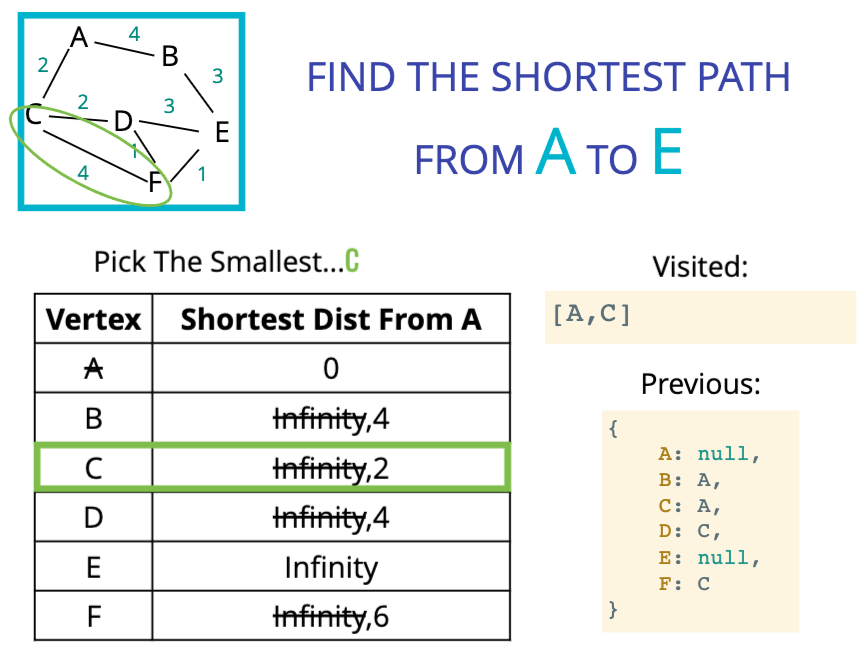 A
4
B
2
3
C
2
D
3
E
1
4
F
1
FIND THE SHORTEST PATH
FROM A TO E
Pick The Smallest...C
Vertex Shortest Dist From A
A 0
B Infinity,4
C Infinity,2
D Infinity,4
E Infinity
F Infinity,6
Visited:
[A,C]
Previous:
{
A: null,
B: A,
C: A,
D: C,
E: null,
F: C
}